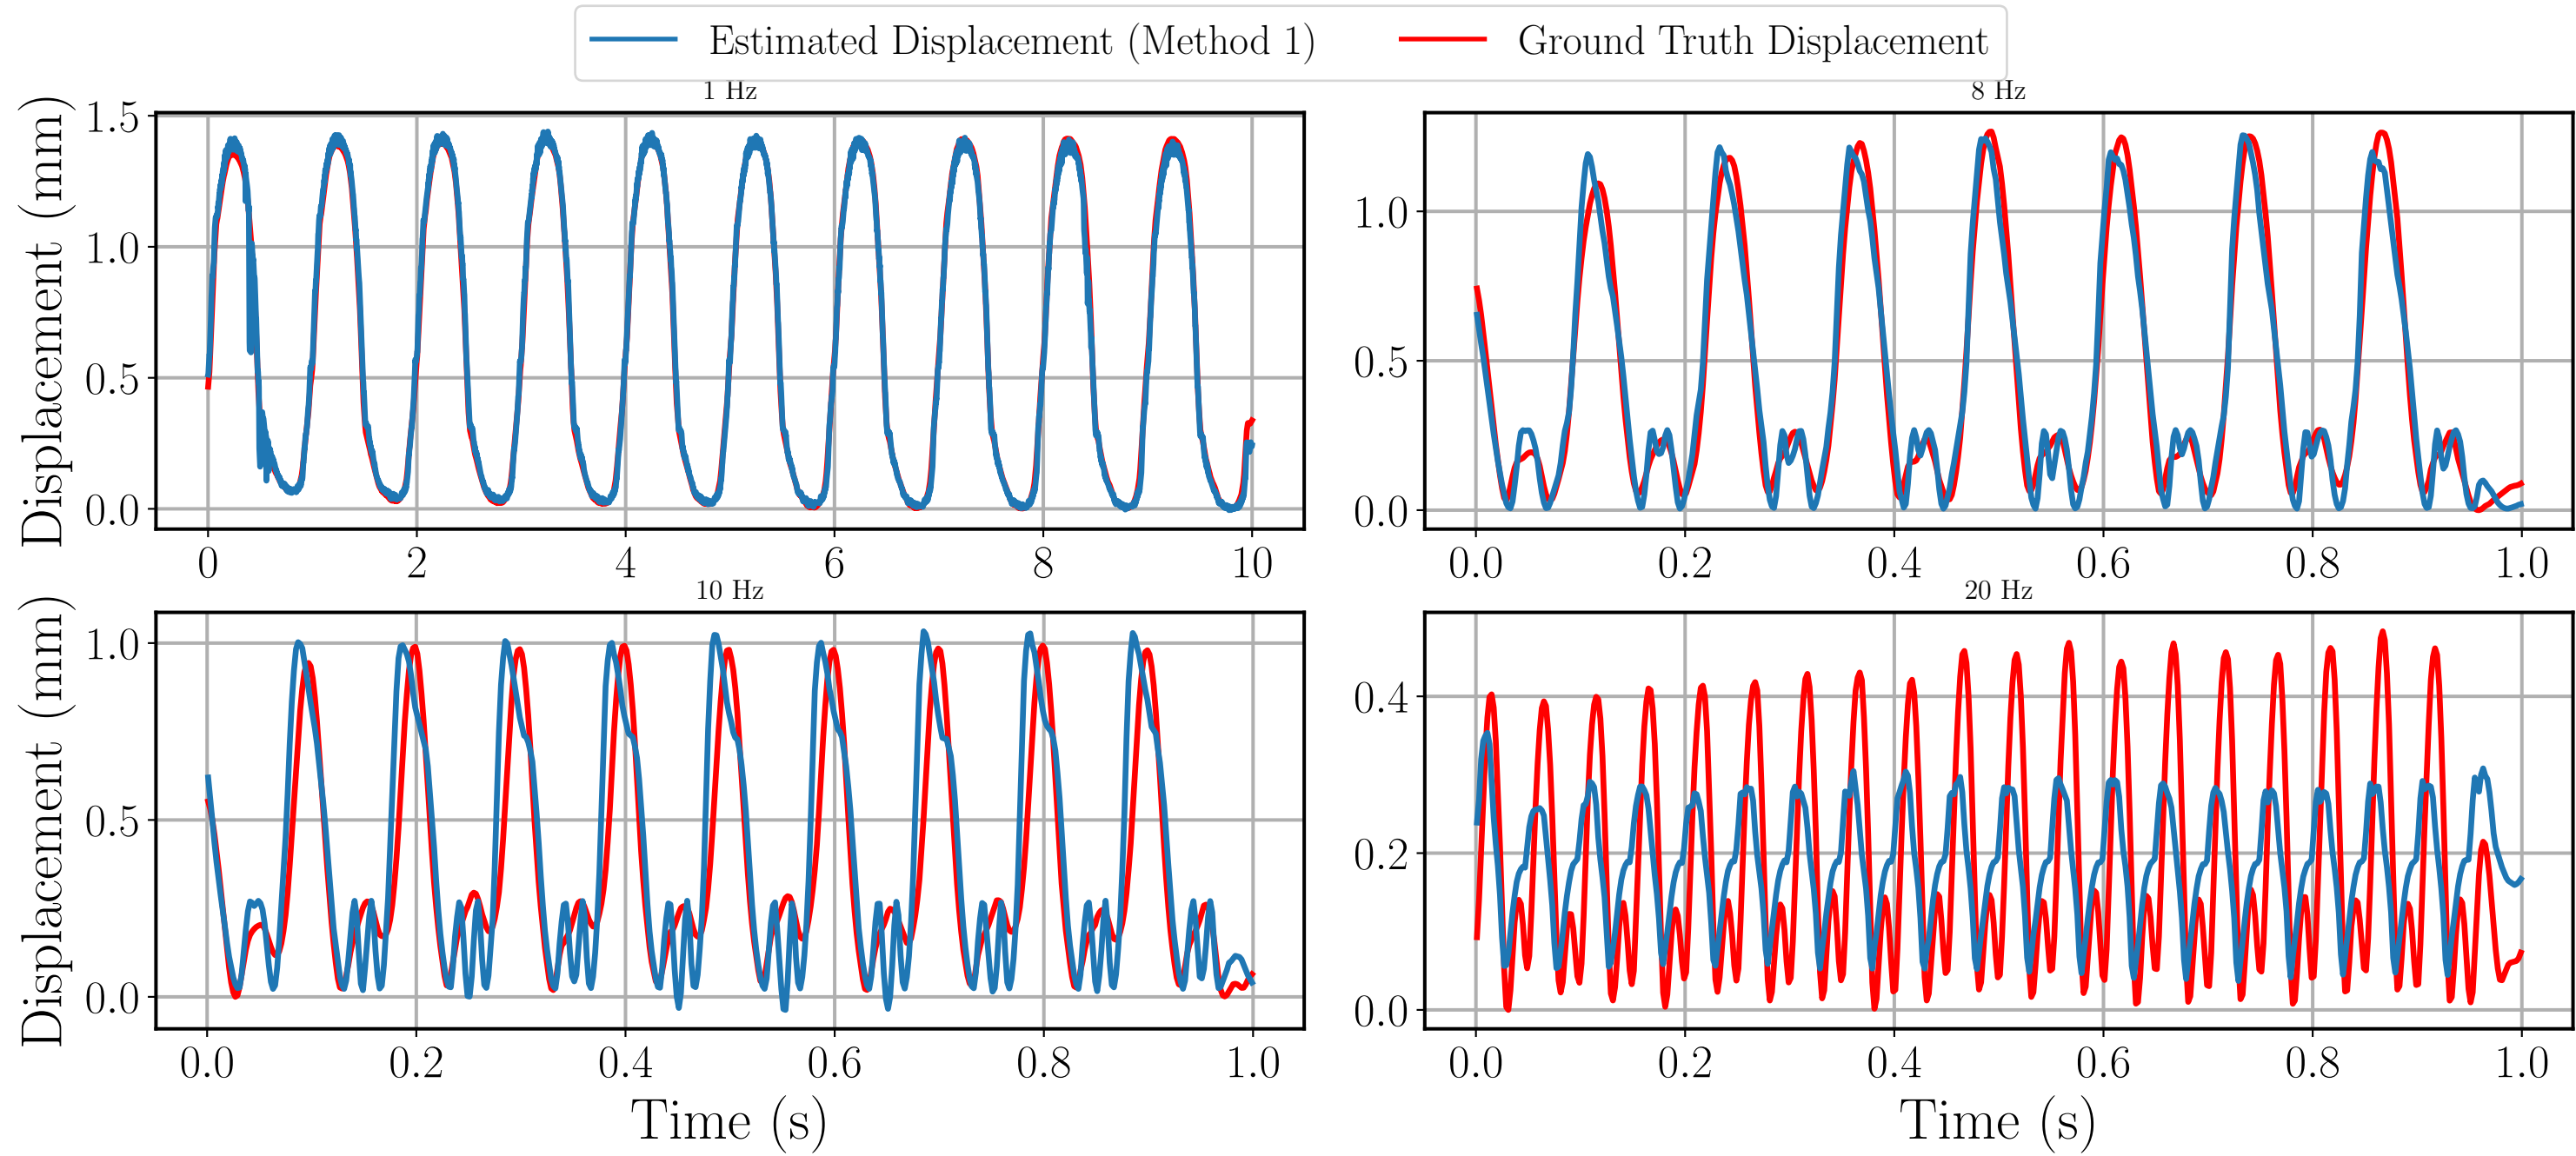 Estimated Displacement (Method 1) Ground Truth Displacement
1 Hz
8 Hz
Displacement (mm)
1.5
1.0
0.5
0.0
0 2 4 6 8 10
1.0
0.5
0.0
0.0 0.2 0.4 0.6 0.8 1.0
10 Hz
20 Hz
Displacement (mm)
1.0
0.5
0.0
0.0 0.2 0.4 0.6 0.8 1.0
Time (s)
0.4
0.2
0.0
0.0 0.2 0.4 0.6 0.8 1.0
Time (s)